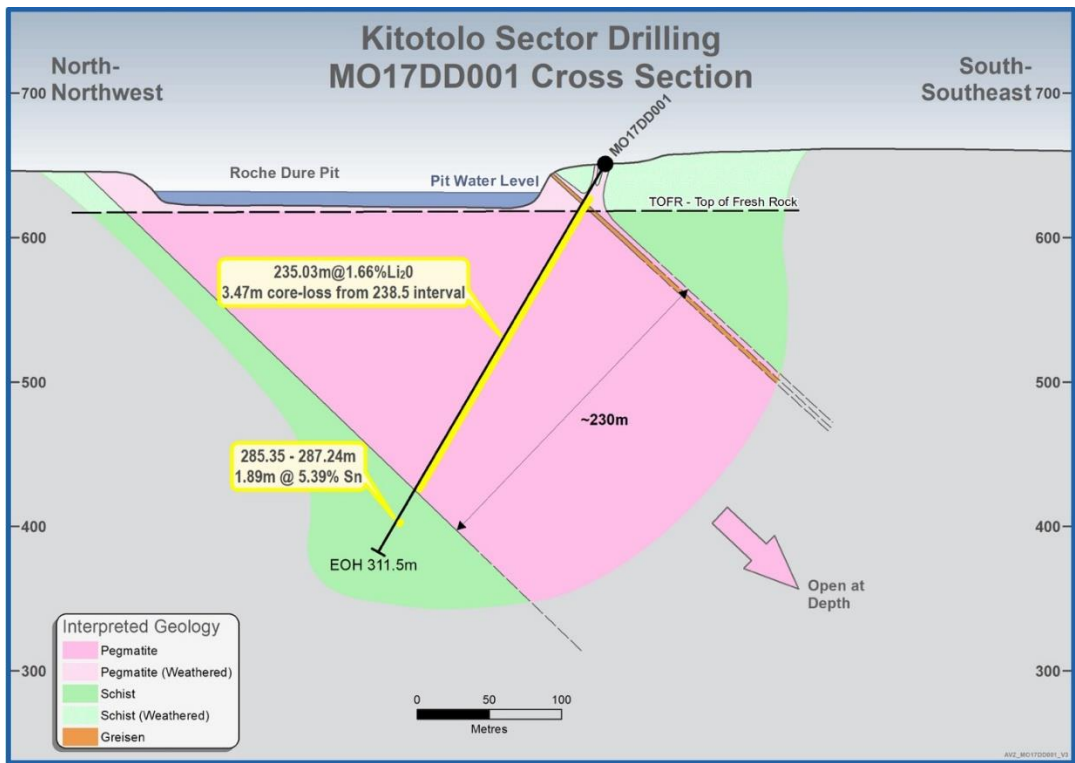 Kitotolo Sector Drilling
MO17DD001 Cross Section
North-
Northwest
South-
Southeast
700
700
MO17DD001
Roche Dure Pit
Pit Water Level
TOFR - Top of Fresh Rock
600
600
235.03m@1.66%Li₂0
3.47m core-loss from 238.5 interval
500
500
~230m
285.35 - 287.24m
1.89m @ 5.39% Sn
400
400
EOH 311.5m
Open at
Depth
Interpreted Geology
Pegmatite
Pegmatite (Weathered)
Schist
Schist (Weathered)
Greisen
300
300
0 50 100
Metres
AVZ_MO17DD001_V3